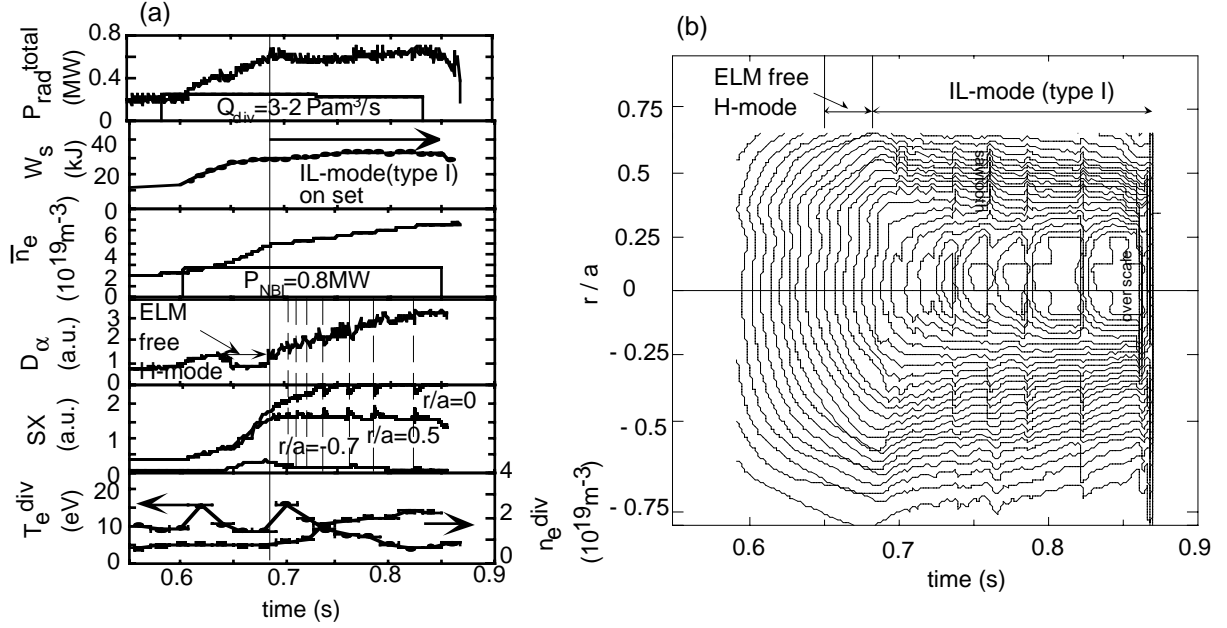 (a)
P_rad^total
(MW)
0.8
0.4
0
Q_div=3-2 Pam³/s
W_s
(kJ)
40
20
0
IL-mode(type I)
on set
n̅_e
(10^19m-3)
6
4
2
0
P_NBI=0.8MW
D_α
(a.u.)
3
2
1
0
ELM
free
H-mode
SX
(a.u.)
2
1
0
r/a=0
r/a=-0.7
r/a=0.5
T_e^div
(eV)
20
10
0
4
2
0
n_e^div
(10^19m-3)
0.6
0.7
0.8
0.9
time (s)
(b)
ELM free
H-mode
IL-mode (type I)
r / a
0.75
0.5
0.25
0
- 0.25
- 0.5
- 0.75
sawtooth
over scale
0.6
0.7
0.8
0.9
time (s)